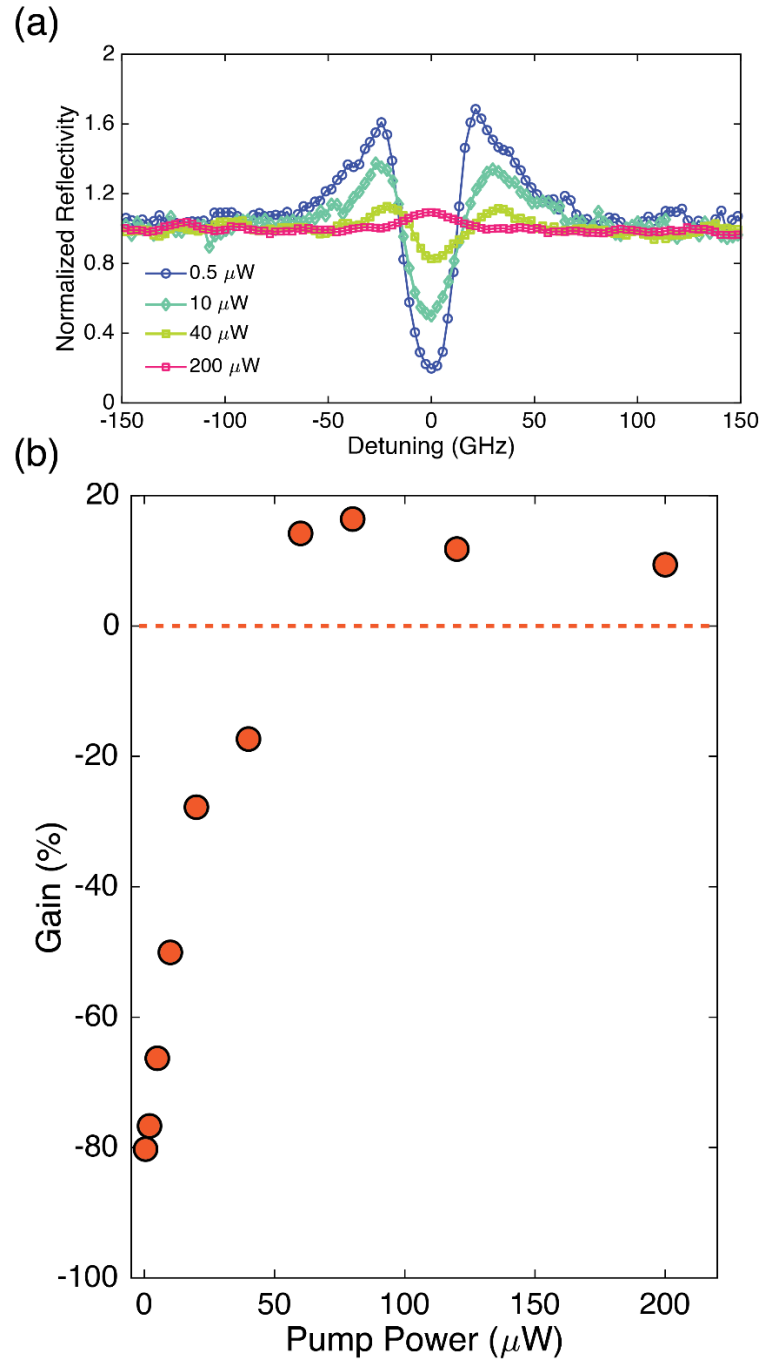 (a)
2
1.6
1.2
0.8
0.4
0
Normalized Reflectivity
0.5 μW
10 μW
40 μW
200 μW
-150 -100 -50 0 50 100 150
Detuning (GHz)
(b)
20
0
-20
-40
-60
-80
-100
Gain (%)
0 50 100 150 200
Pump Power (μW)